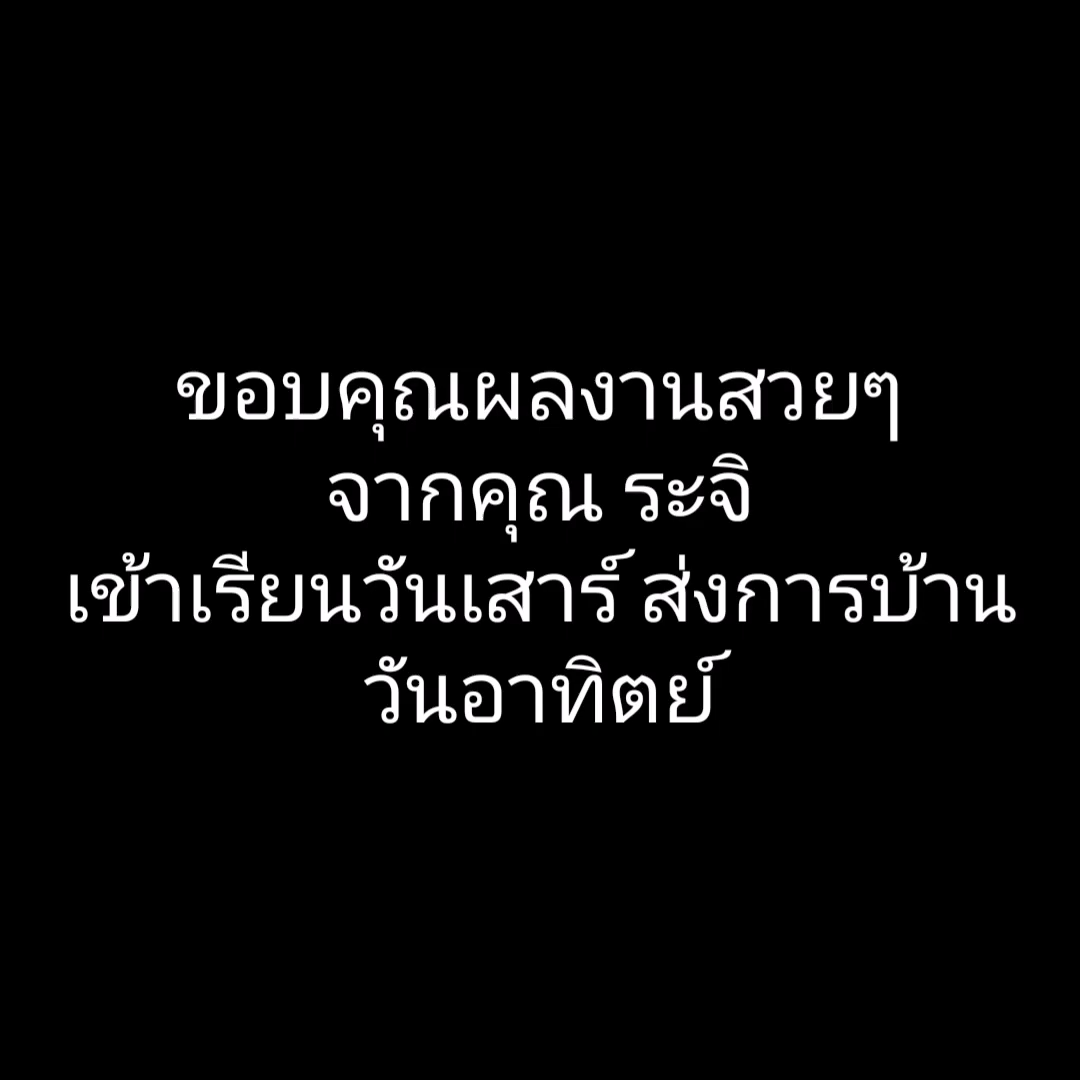 ขอบคุณผลงานสวยๆ
จากคุณ ระจิ
เข้าเรียนวันเสาร์ ส่งการบ้าน
วันอาทิตย์